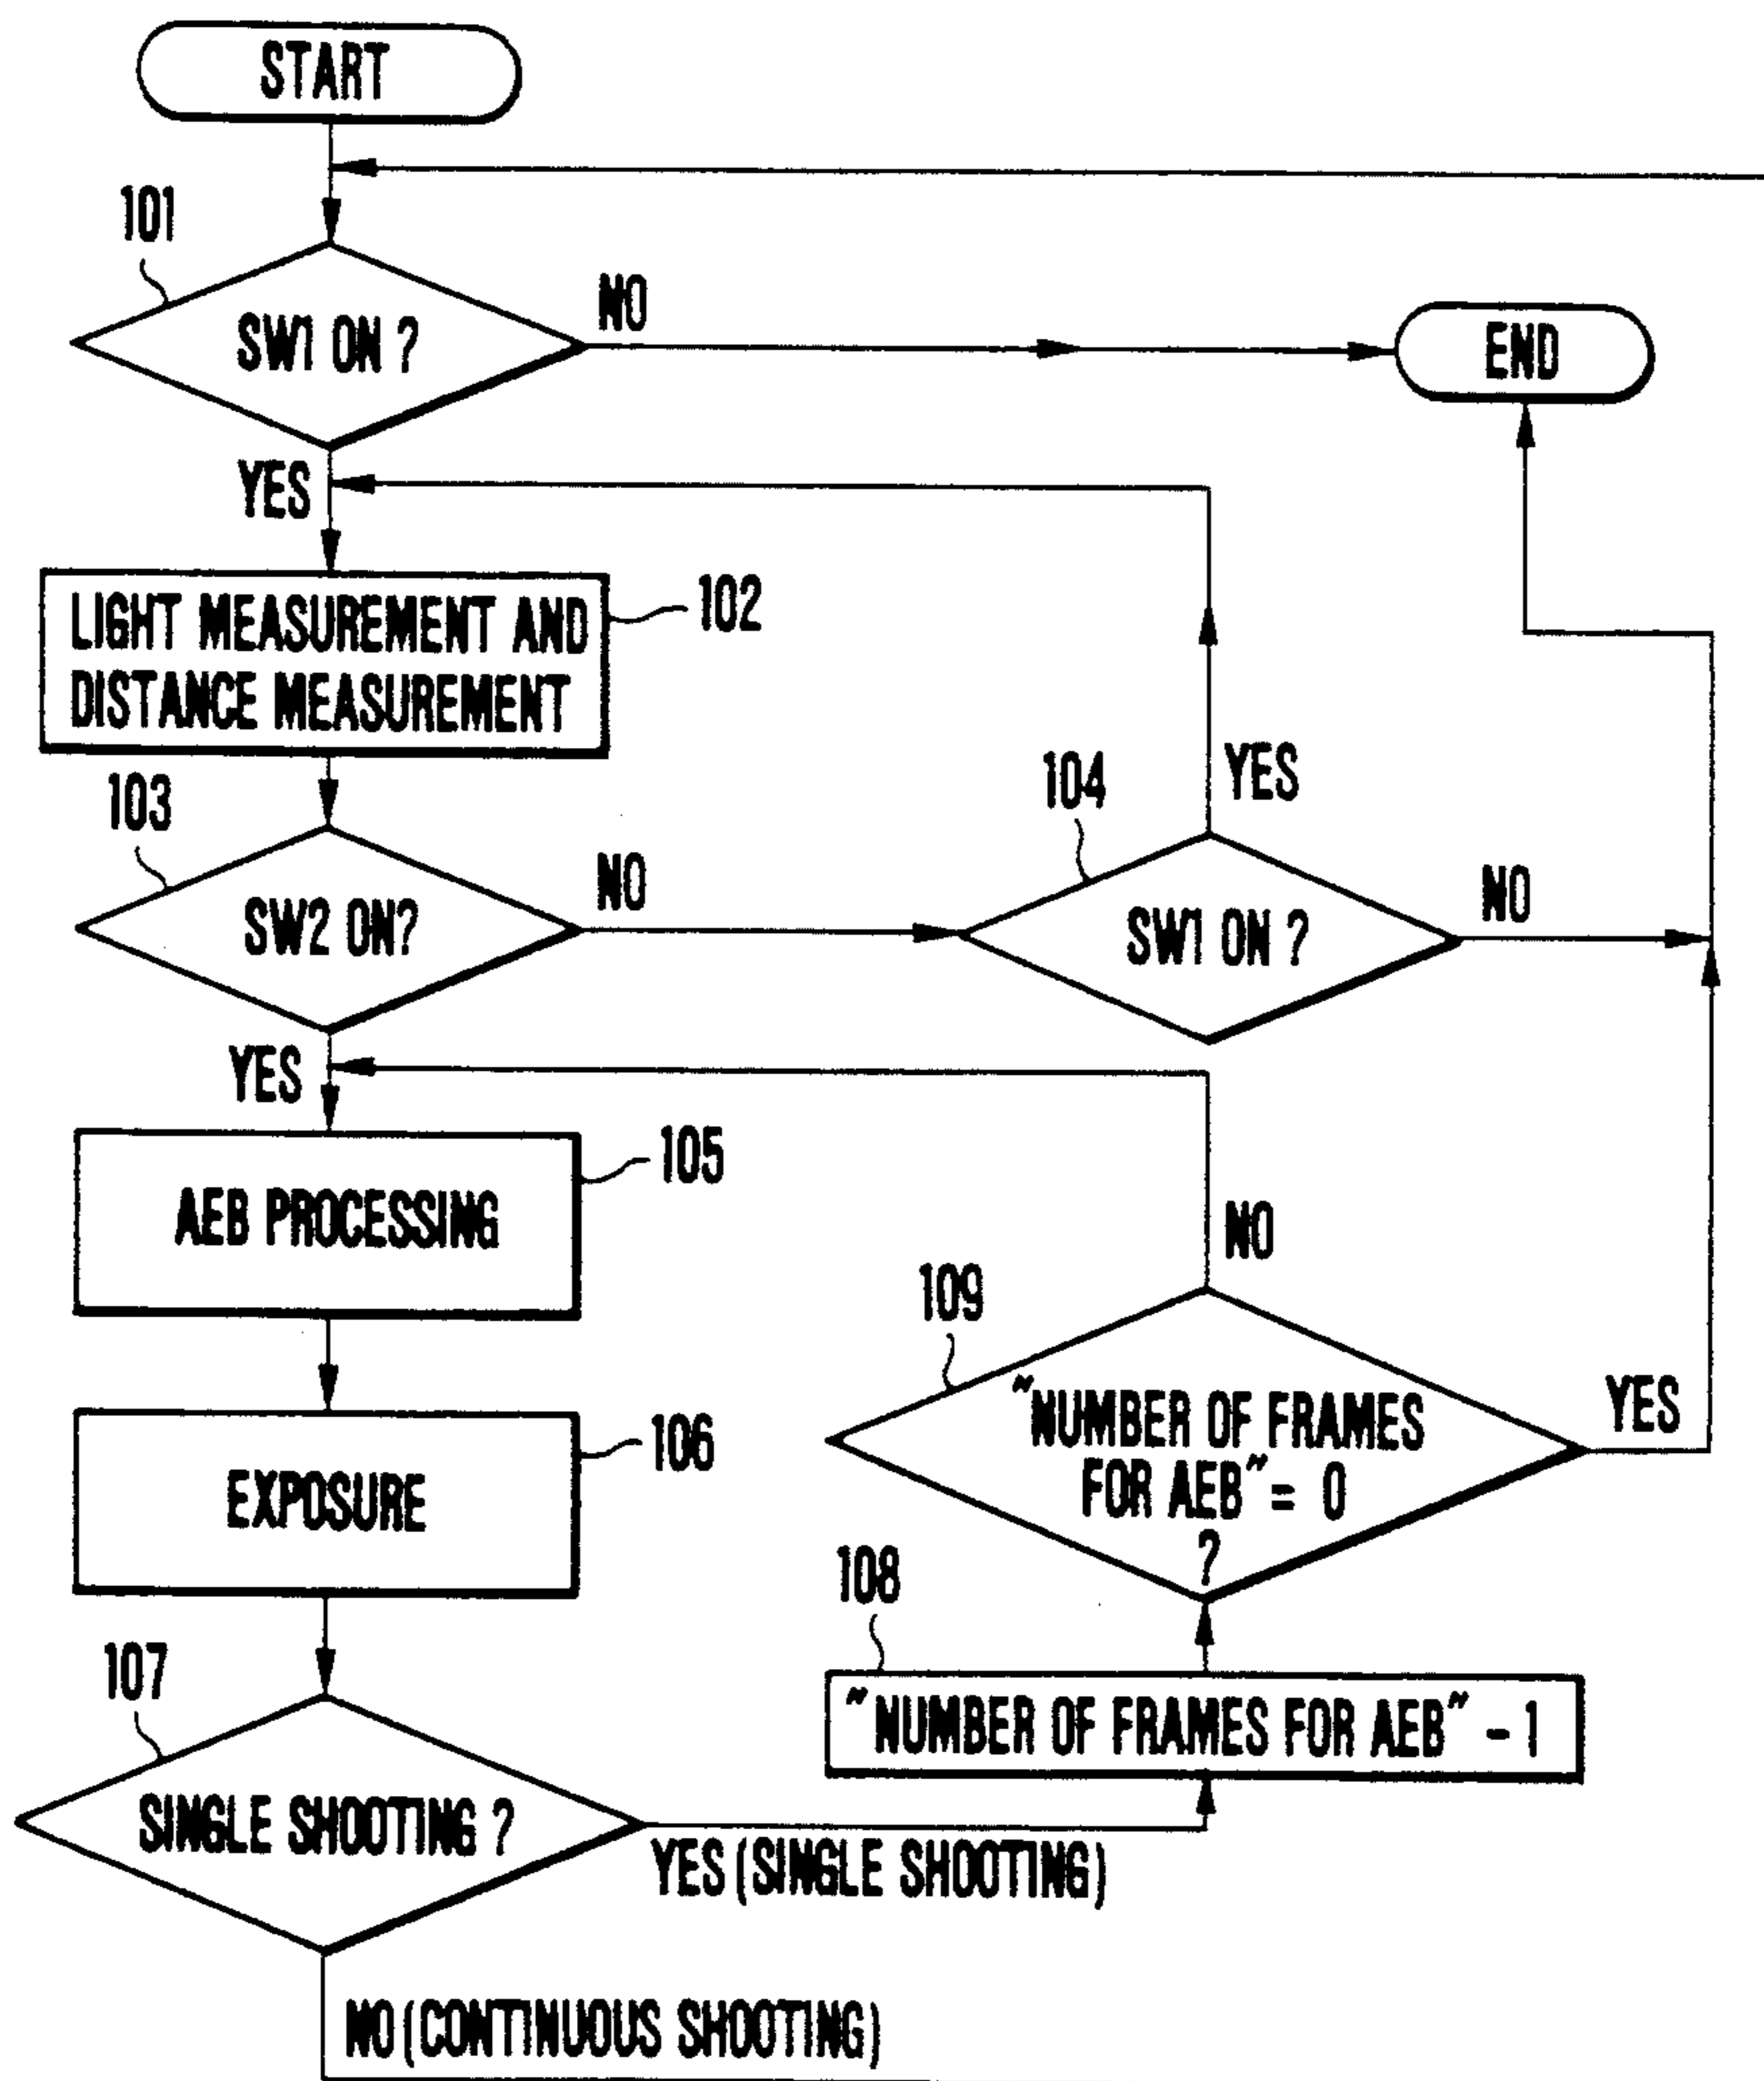 START
101
SW1 ON ?
NO
END
YES
LIGHT MEASUREMENT AND
DISTANCE MEASUREMENT
102
103
SW2 ON?
NO
104
SW1 ON ?
YES
NO
YES
AEB PROCESSING
105
EXPOSURE
106
109
"NUMBER OF FRAMES
FOR AEB" = 0
?
NO
YES
108
"NUMBER OF FRAMES FOR AEB" - 1
107
SINGLE SHOOTING ?
YES (SINGLE SHOOTING)
NO (CONTINUOUS SHOOTING)